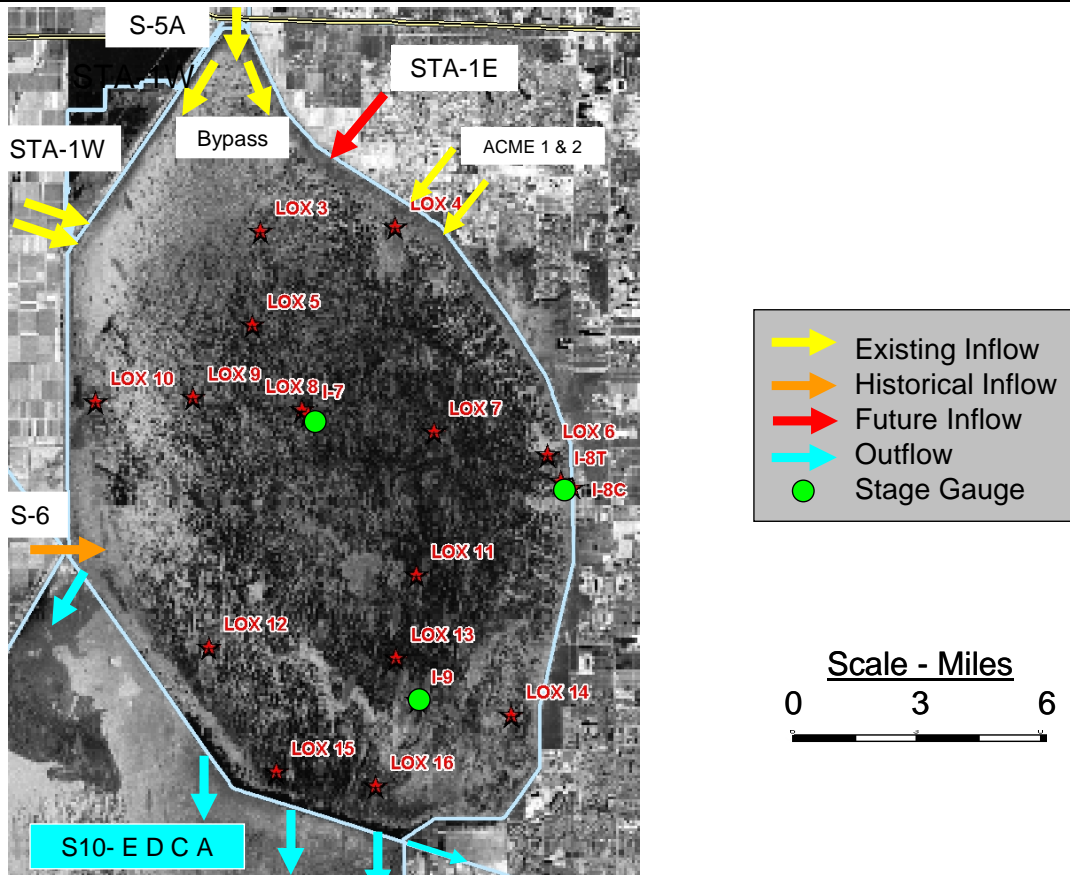 S-5A
STA-1W
STA-1E
Bypass
ACME 1 & 2
STA-1W
LOX 3
LOX 4
LOX 5
LOX 10
LOX 9
LOX 8
I-7
LOX 7
LOX 6
I-8T
I-8C
S-6
LOX 11
LOX 12
LOX 13
I-9
LOX 14
LOX 15
LOX 16
S10- E D C A
Existing Inflow
Historical Inflow
Future Inflow
Outflow
Stage Gauge
Scale - Miles
0 3 6